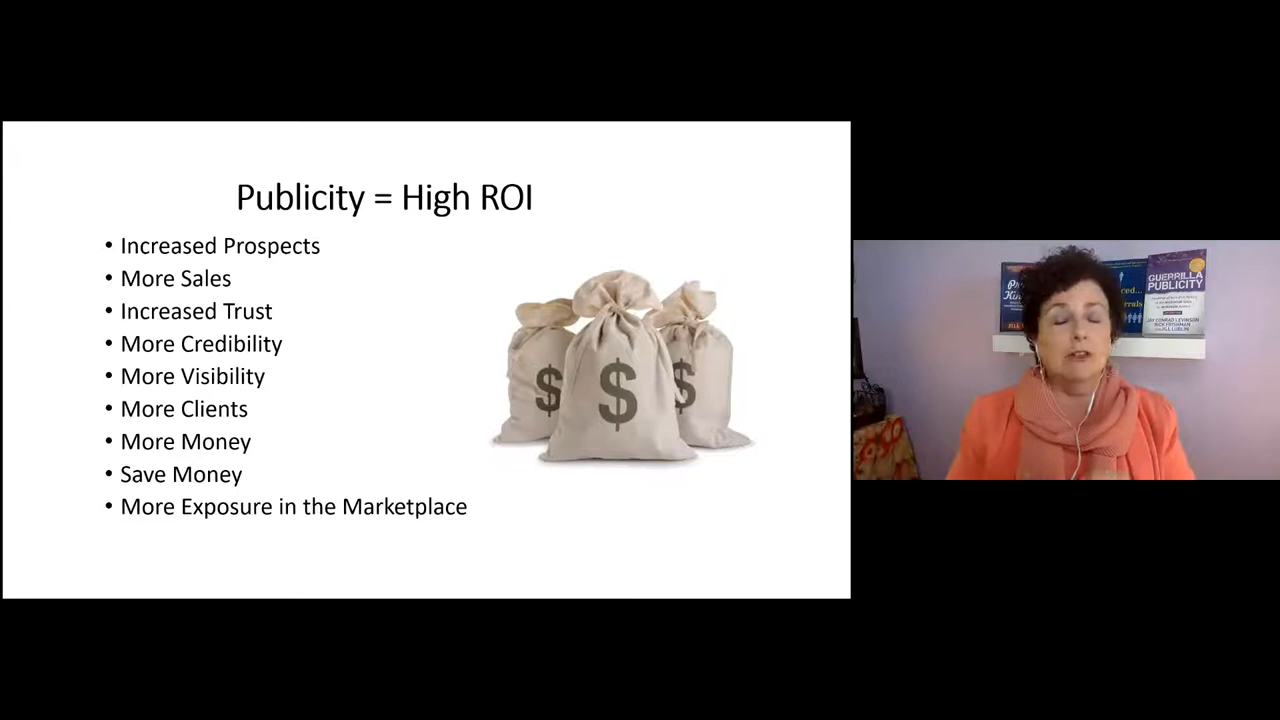 Publicity = High ROI
• Increased Prospects
• More Sales
• Increased Trust
• More Credibility
• More Visibility
• More Clients
• More Money
• Save Money
• More Exposure in the Marketplace
$
$
$
GUERRILLA
PUBLICITY
JAY CONRAD LEVINSON
RICK FRISHMAN
JILL LUBLIN